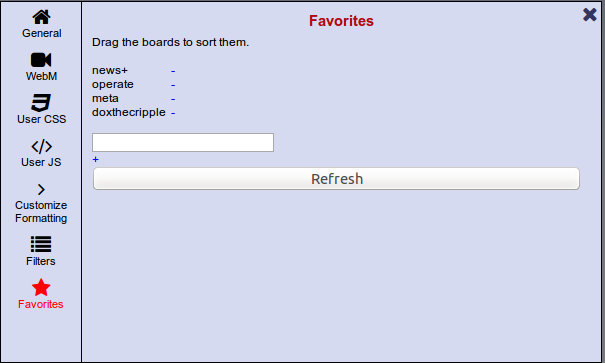 General
WebM
User CSS
User JS
Customize
Formatting
Filters
Favorites
Favorites
Drag the boards to sort them.
news+ -
operate -
meta -
doxthecripple -
+
Refresh